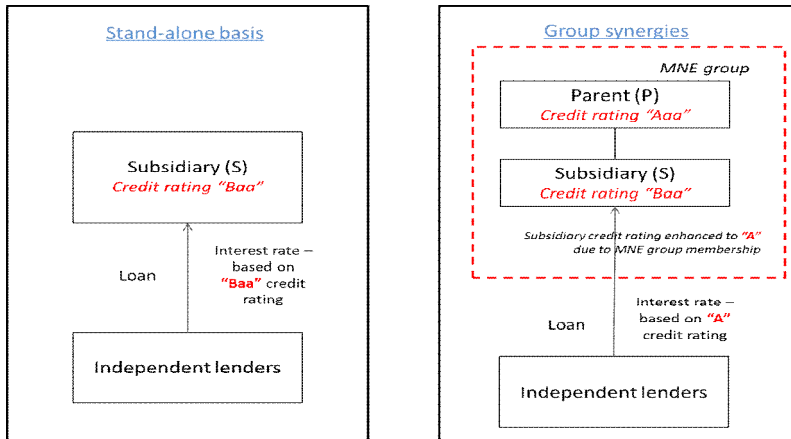 Stand-alone basis
Subsidiary (S)
Credit rating “Baa”
Loan
Interest rate –
based on
“Baa” credit
rating
Independent lenders
Group synergies
MNE group
Parent (P)
Credit rating “Aaa”
Subsidiary (S)
Credit rating “Baa”
Subsidiary credit rating enhanced to “A”
due to MNE group membership
Loan
Interest rate –
based on “A”
credit rating
Independent lenders